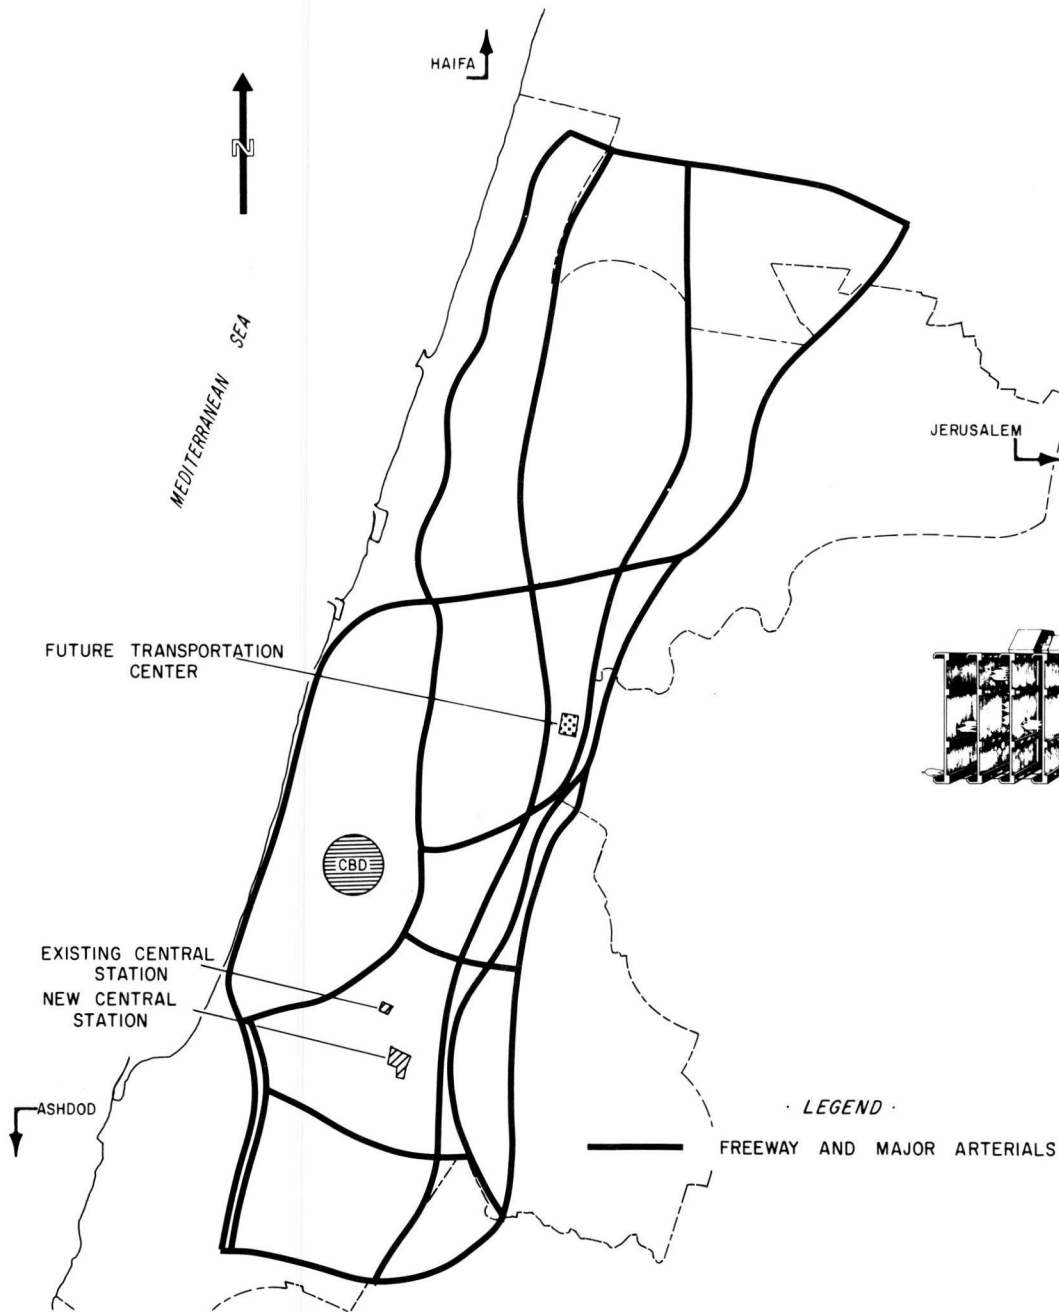 HAIFA
N
MEDITERRANEAN SEA
JERUSALEM
FUTURE TRANSPORTATION
CENTER
CBD
EXISTING CENTRAL
STATION
NEW CENTRAL
STATION
ASHDOD
· LEGEND ·
FREEWAY AND MAJOR ARTERIALS